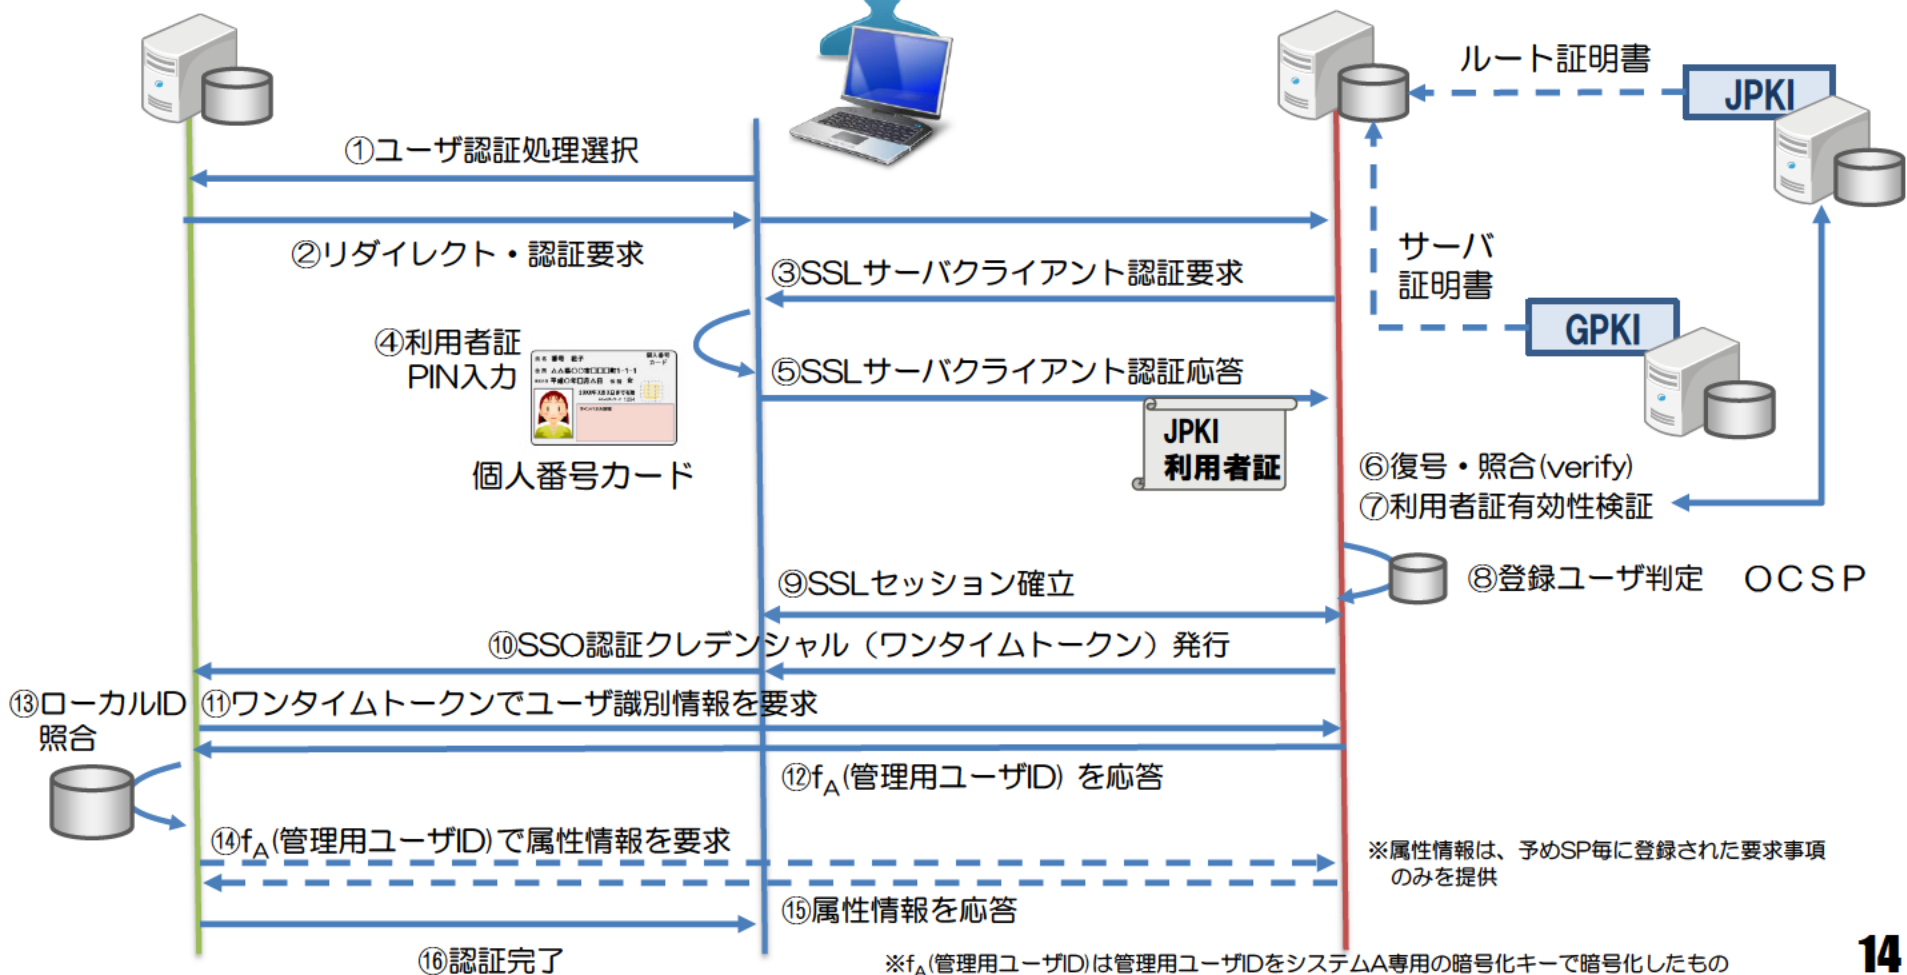 ルート証明書
JPKI
①ユーザ認証処理選択
②リダイレクト・認証要求
サーバ
証明書
③SSLサーバクライアント認証要求
GPKI
④利用者証
PIN入力
個人番号
カード
⑤SSLサーバクライアント認証応答
JPKI
利用者証
個人番号カード
⑥復号・照合(verify)
⑦利用者証有効性検証
⑧登録ユーザ判定 OCSP
⑨SSLセッション確立
⑩SSO認証クレデンシャル（ワンタイムトークン）発行
⑬ローカルID
照合
⑪ワンタイムトークンでユーザ識別情報を要求
⑫fA(管理用ユーザID) を応答
⑭fA(管理用ユーザID)で属性情報を要求
※属性情報は、予めSP毎に登録された要求事項
のみを提供
⑮属性情報を応答
⑯認証完了
※fA(管理用ユーザID)は管理用ユーザIDをシステムA専用の暗号化キーで暗号化したもの
14